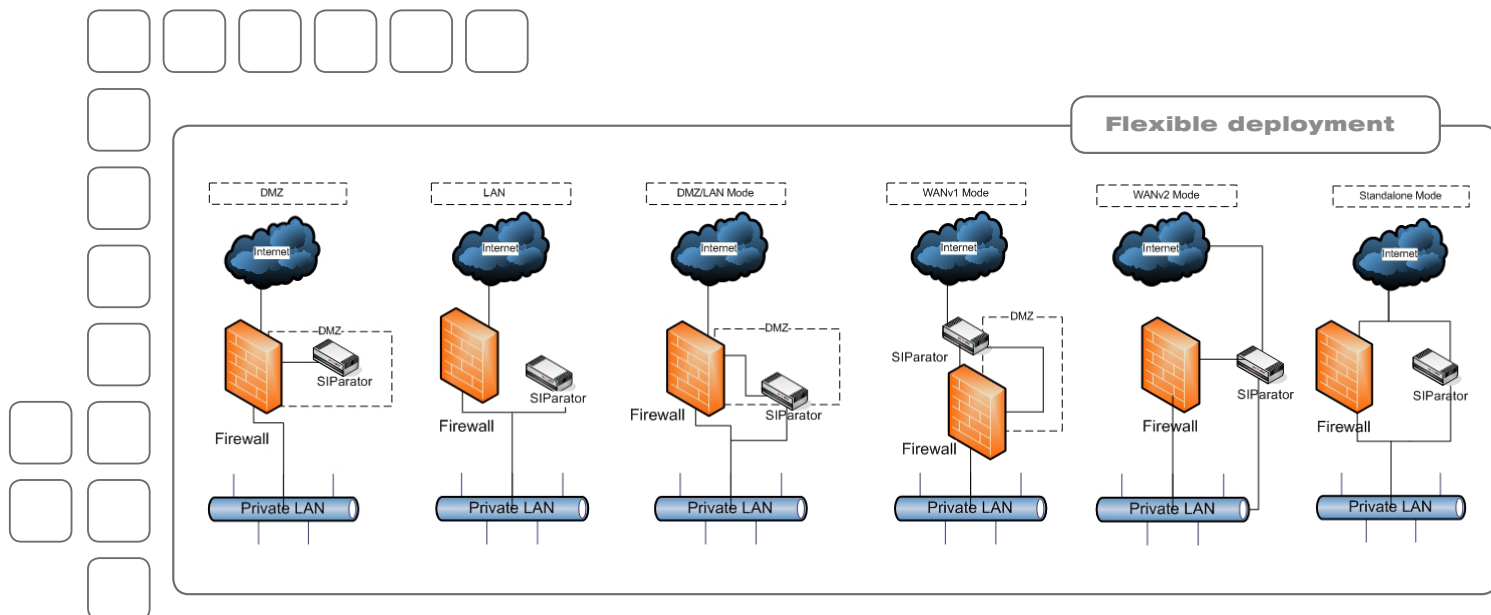 Flexible deployment
DMZ
Internet
DMZ
SIParator
Firewall
Private LAN
LAN
Internet
SIParator
Firewall
Private LAN
DMZ/LAN Mode
Internet
DMZ
SIParator
Firewall
Private LAN
WANv1 Mode
Internet
DMZ
SIParator
Firewall
Private LAN
WANv2 Mode
Internet
SIParator
Firewall
Private LAN
Standalone Mode
Internet
SIParator
Firewall
Private LAN